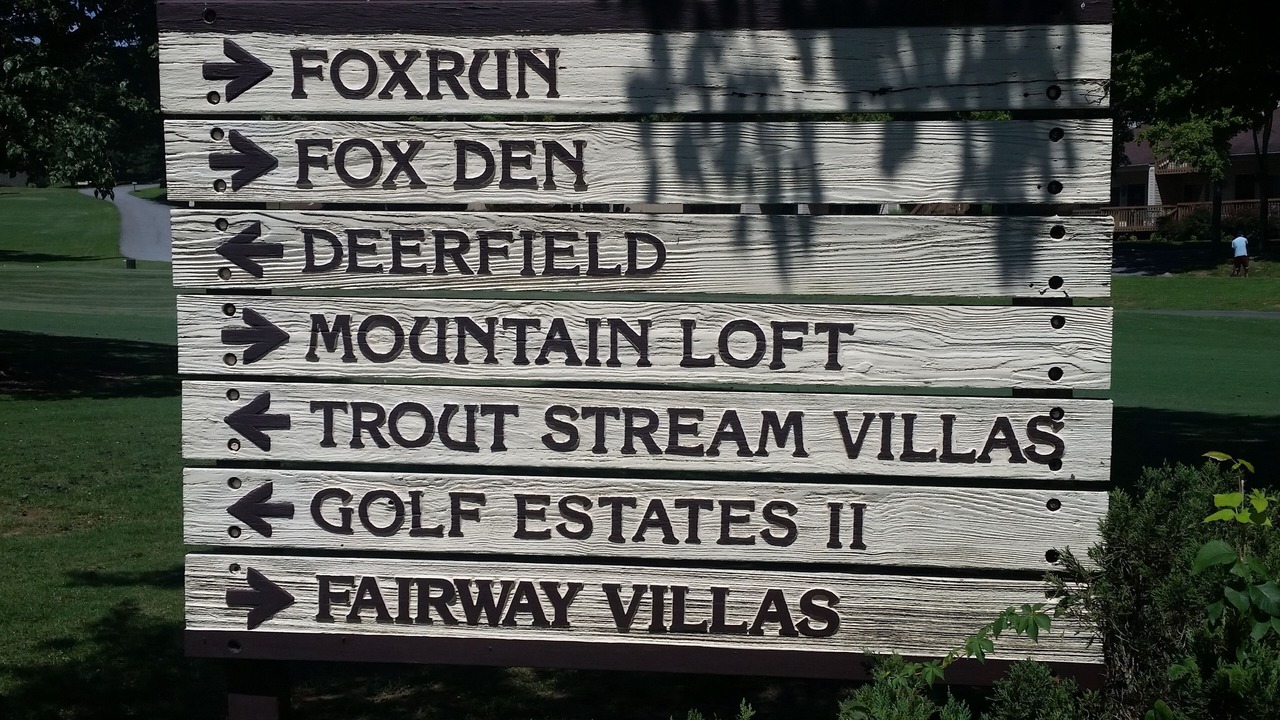 FOXRUN
FOX DEN
DEERFIELD
MOUNTAIN LOFT
TROUT STREAM VILLAS
GOLF ESTATES II
FAIRWAY VILLAS